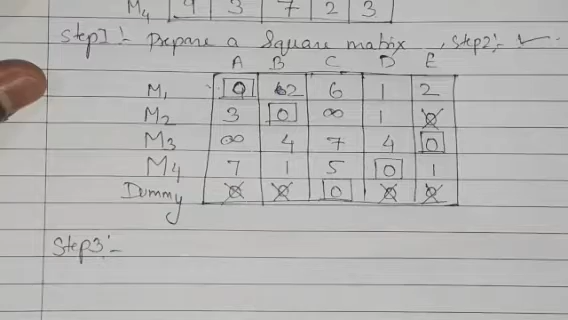 M4 9 3 7 2 3
Step1:- Prepare a Square matrix , Step2:- ✓
A B C D E
M1 0 2 6 1 2
M2 3 0 ∞ 1 0
M3 ∞ 4 7 4 0
M4 7 1 5 0 1
Dummy 0 0 0 0 0
Step3:-